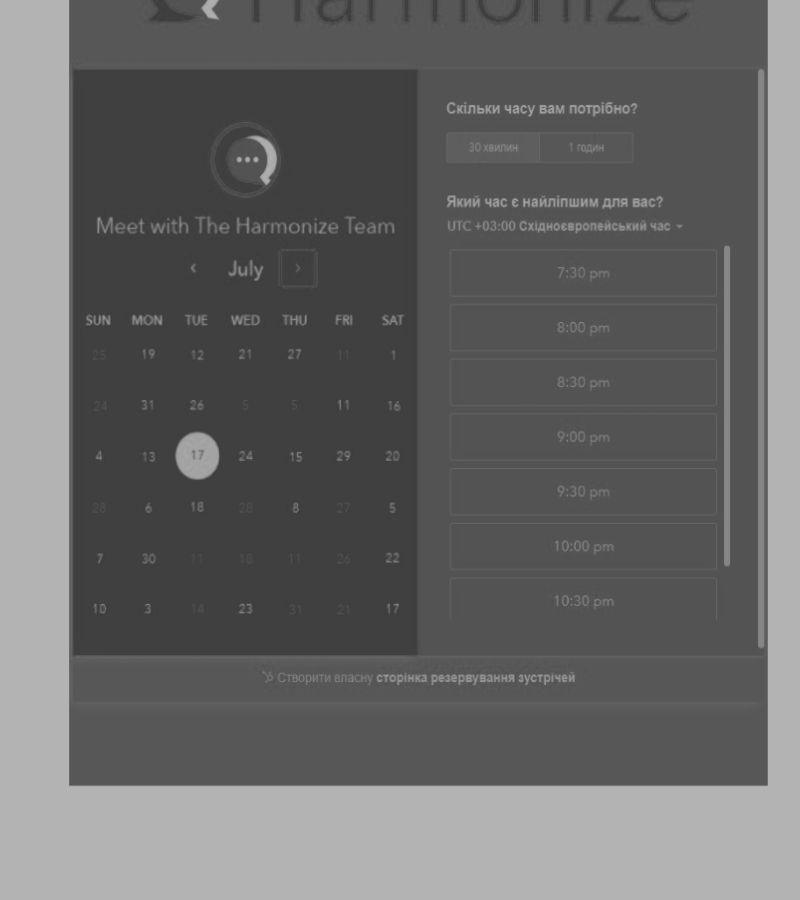 Harmonize
Meet with The Harmonize Team
July
SUN MON TUE WED THU FRI SAT
25 19 12 21 27 11 1
24 31 26 5 5 11 16
4 13 17 24 15 29 20
28 6 18 28 8 27 5
7 30 11 18 11 26 22
10 3 14 23 31 21 17
Скільки часу вам потрібно?
30 хвилин 1 годин
Який час є найліпшим для вас?
UTC +03:00 Східноєвропейський час
7:30 pm
8:00 pm
8:30 pm
9:00 pm
9:30 pm
10:00 pm
10:30 pm
Створити власну сторінка резервування зустрічей